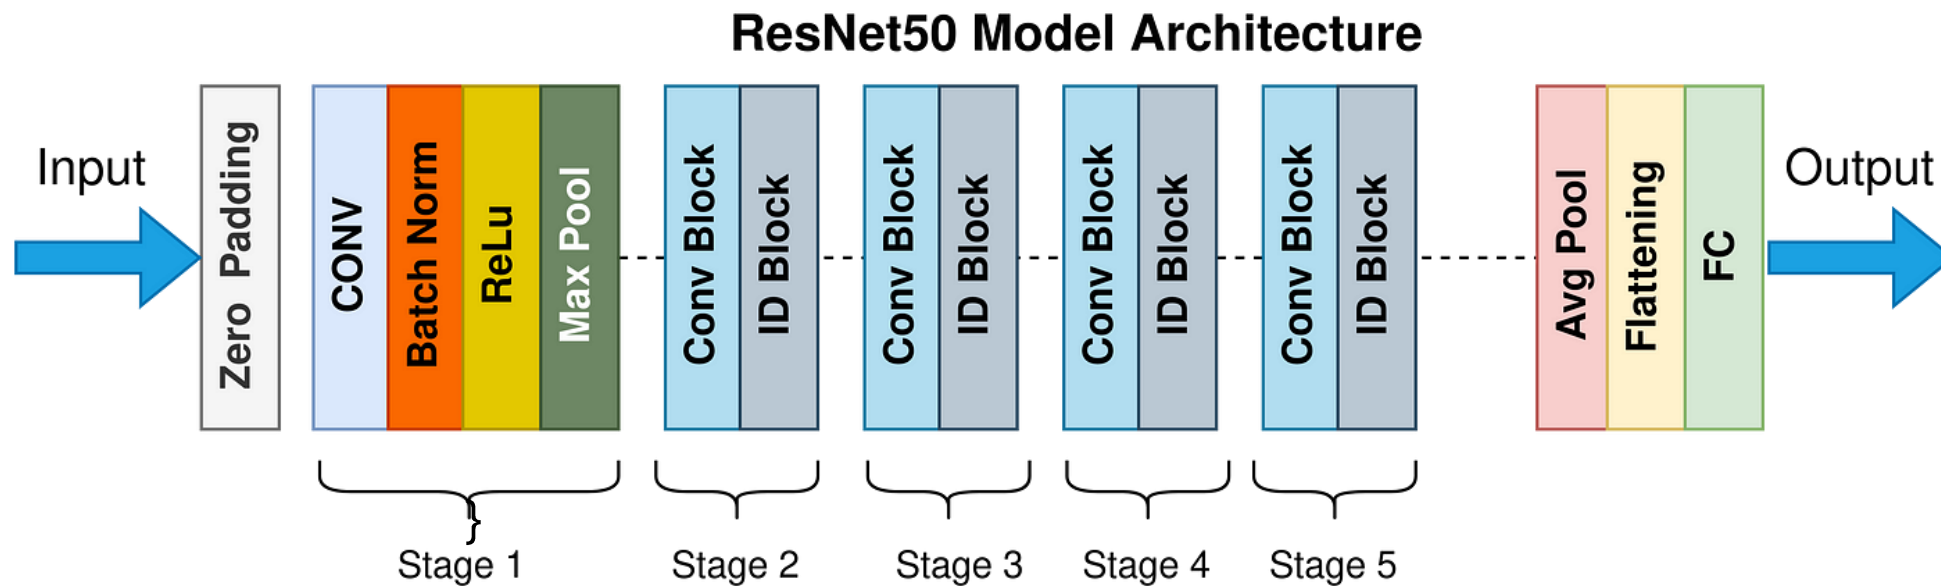 ResNet50 Model Architecture
Input
Zero Padding
CONV
Batch Norm
ReLu
Max Pool
Conv Block
ID Block
Conv Block
ID Block
Conv Block
ID Block
Conv Block
ID Block
Avg Pool
Flattening
FC
Output
}
Stage 1
Stage 2
Stage 3
Stage 4
Stage 5